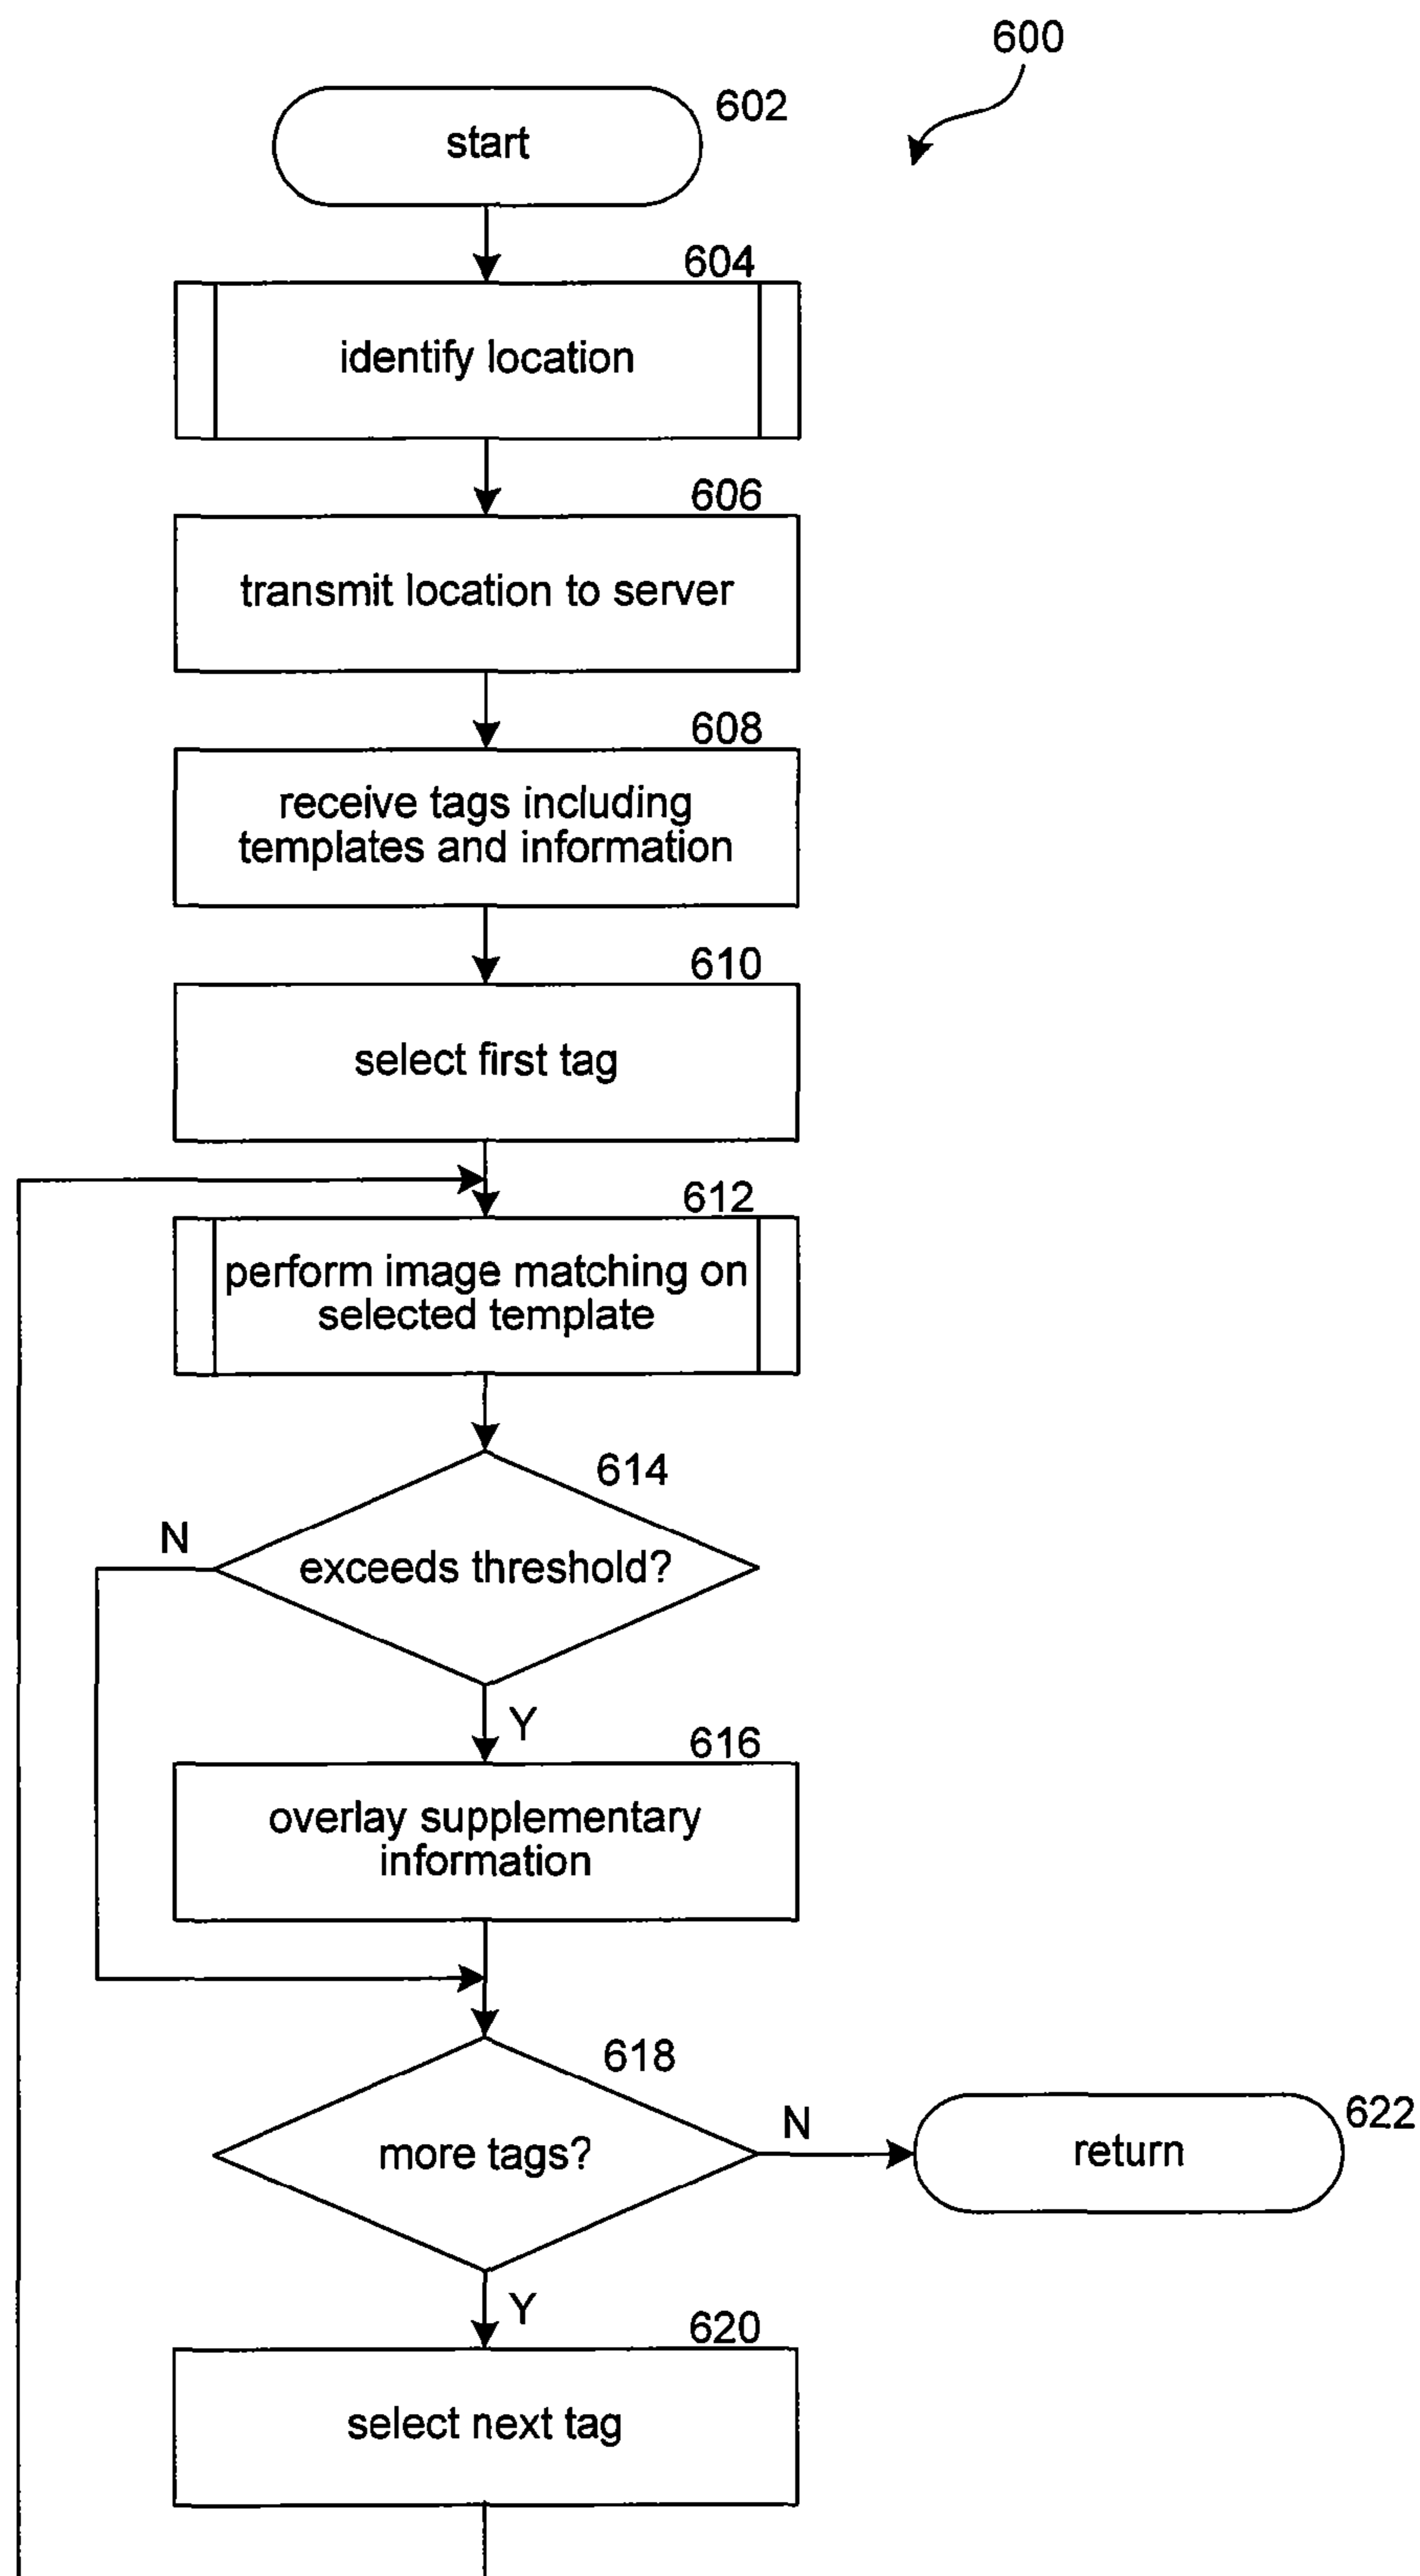 600
602
start
604
identify location
606
transmit location to server
608
receive tags including
templates and information
610
select first tag
612
perform image matching on
selected template
614
N
exceeds threshold?
Y
616
overlay supplementary
information
618
more tags?
N
622
return
Y
620
select next tag